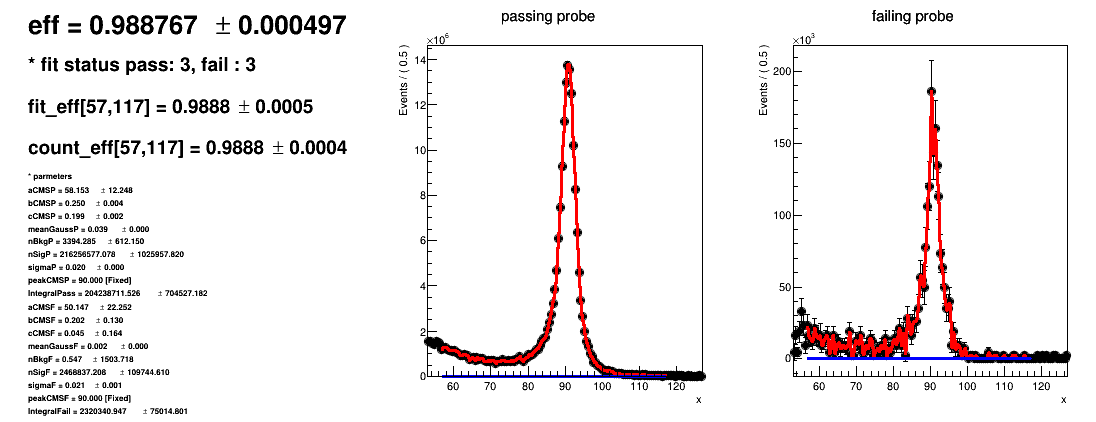 eff = 0.988767 ± 0.000497
* fit status pass: 3, fail : 3
fit_eff[57,117] = 0.9888 ± 0.0005
count_eff[57,117] = 0.9888 ± 0.0004
* parmeters
aCMSP = 58.153 ± 12.248
bCMSP = 0.250 ± 0.004
cCMSP = 0.199 ± 0.002
meanGaussP = 0.039 ± 0.000
nBkgP = 3394.285 ± 612.150
nSigP = 216256577.078 ± 1025957.820
sigmaP = 0.020 ± 0.000
peakCMSP = 90.000 [Fixed]
IntegralPass = 204238711.526 ± 704527.182
aCMSF = 50.147 ± 22.252
bCMSF = 0.202 ± 0.130
cCMSF = 0.045 ± 0.164
meanGaussF = 0.002 ± 0.000
nBkgF = 0.547 ± 1503.718
nSigF = 2468837.208 ± 109744.610
sigmaF = 0.021 ± 0.001
peakCMSF = 90.000 [Fixed]
IntegralFail = 2320340.947 ± 75014.801
passing probe
×10⁶
Events / ( 0.5 )
14
12
10
8
6
4
2
0
60 70 80 90 100 110 120
x
failing probe
×10³
Events / ( 0.5 )
200
150
100
50
0
60 70 80 90 100 110 120
x